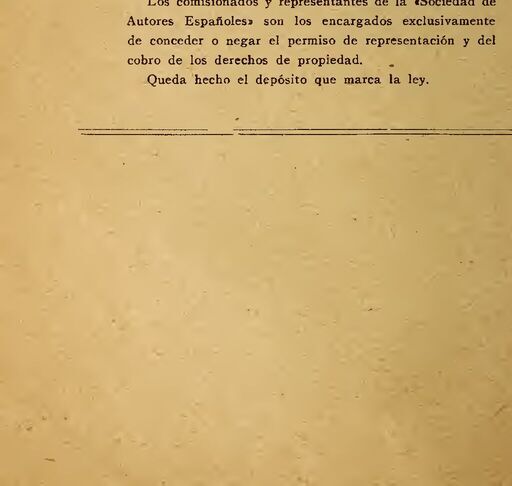 Los comisionados y representantes de la «Sociedad de
Autores Españoles» son los encargados exclusivamente
de conceder o negar el permiso de representación y del
cobro de los derechos de propiedad.
Queda hecho el depósito que marca la ley.